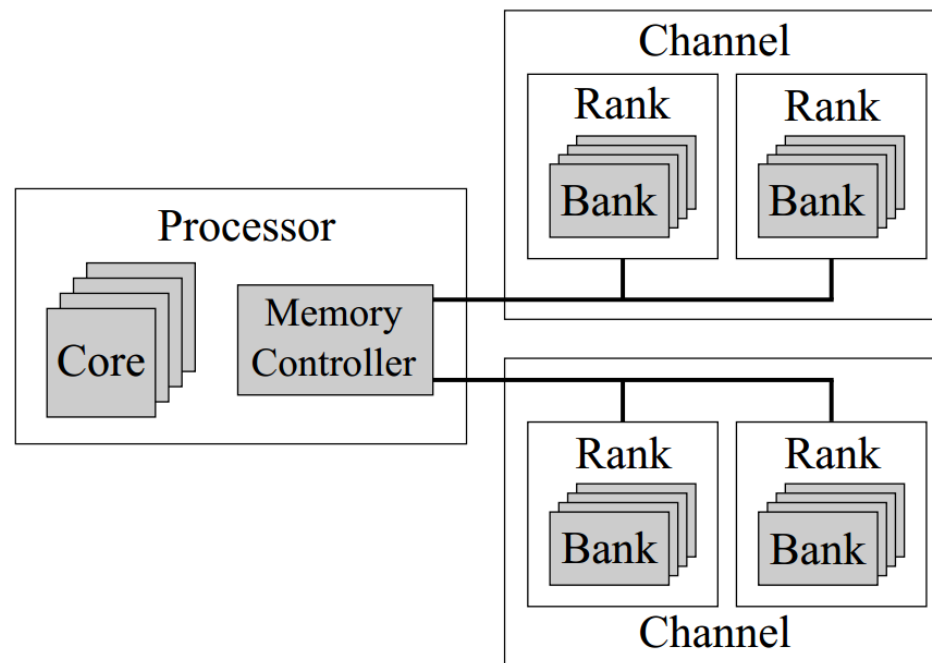 Channel
Rank
Bank
Rank
Bank
Processor
Core
Memory
Controller
Rank
Bank
Rank
Bank
Channel